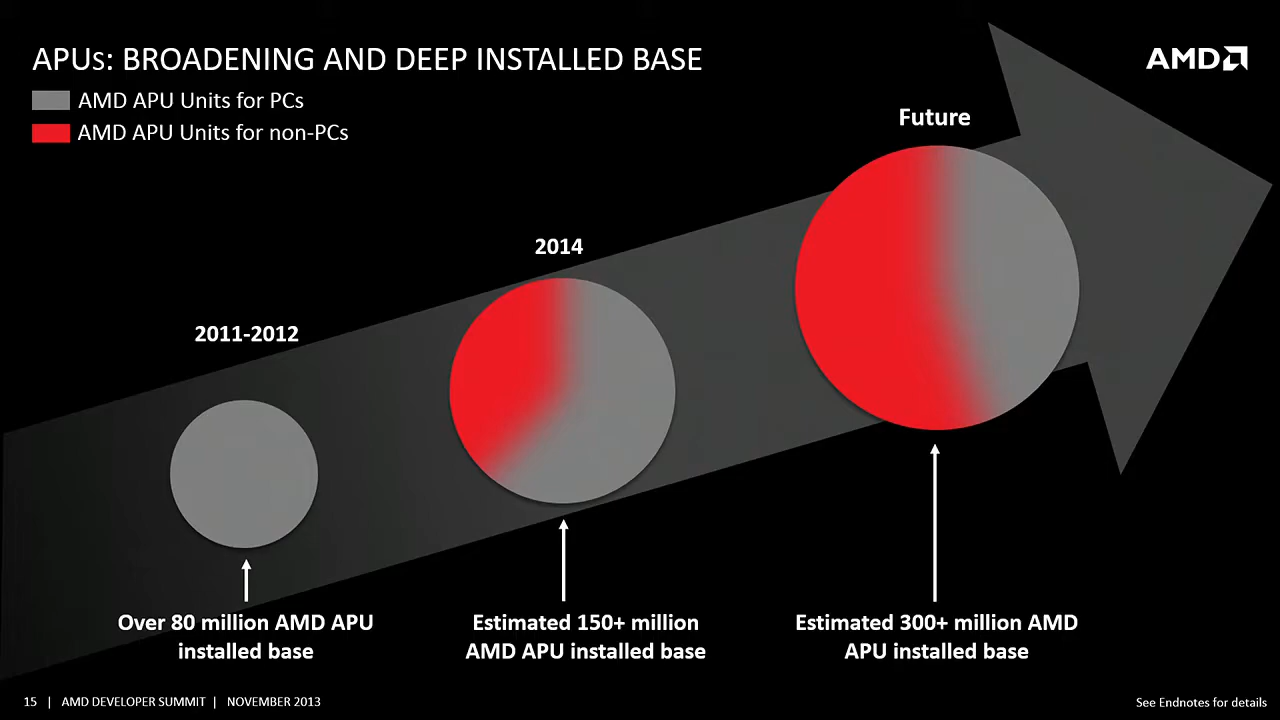 APUs: BROADENING AND DEEP INSTALLED BASE
AMD
AMD APU Units for PCs
AMD APU Units for non-PCs
Future
2014
2011-2012
Over 80 million AMD APU
installed base
Estimated 150+ million
AMD APU installed base
Estimated 300+ million AMD
APU installed base
15 | AMD DEVELOPER SUMMIT | NOVEMBER 2013
See Endnotes for details